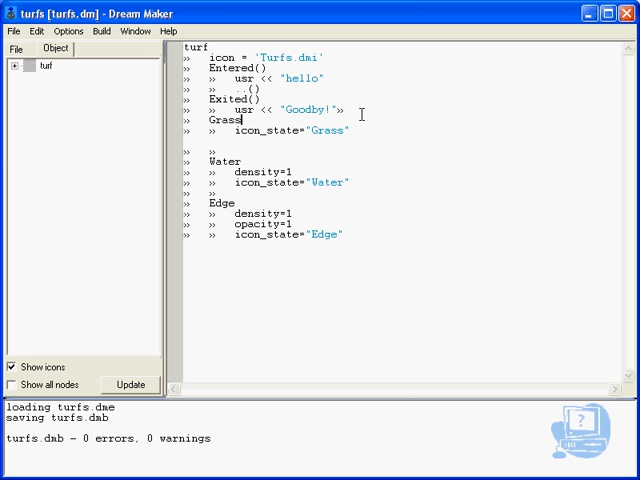 turfs [turfs.dm] - Dream Maker
File Edit Options Build Window Help
File Object
turf
turf
» icon = 'Turfs.dmi'
» Entered()
» » usr << "hello"
» » ..()
» Exited()
» » usr << "Goodby!"»
» Grass
» » icon_state="Grass"
» »
» Water
» » density=1
» » icon_state="Water"
» »
» Edge
» » density=1
» » opacity=1
» » icon_state="Edge"
Show icons
Show all nodes Update
loading turfs.dme
saving turfs.dmb
turfs.dmb - 0 errors, 0 warnings
?